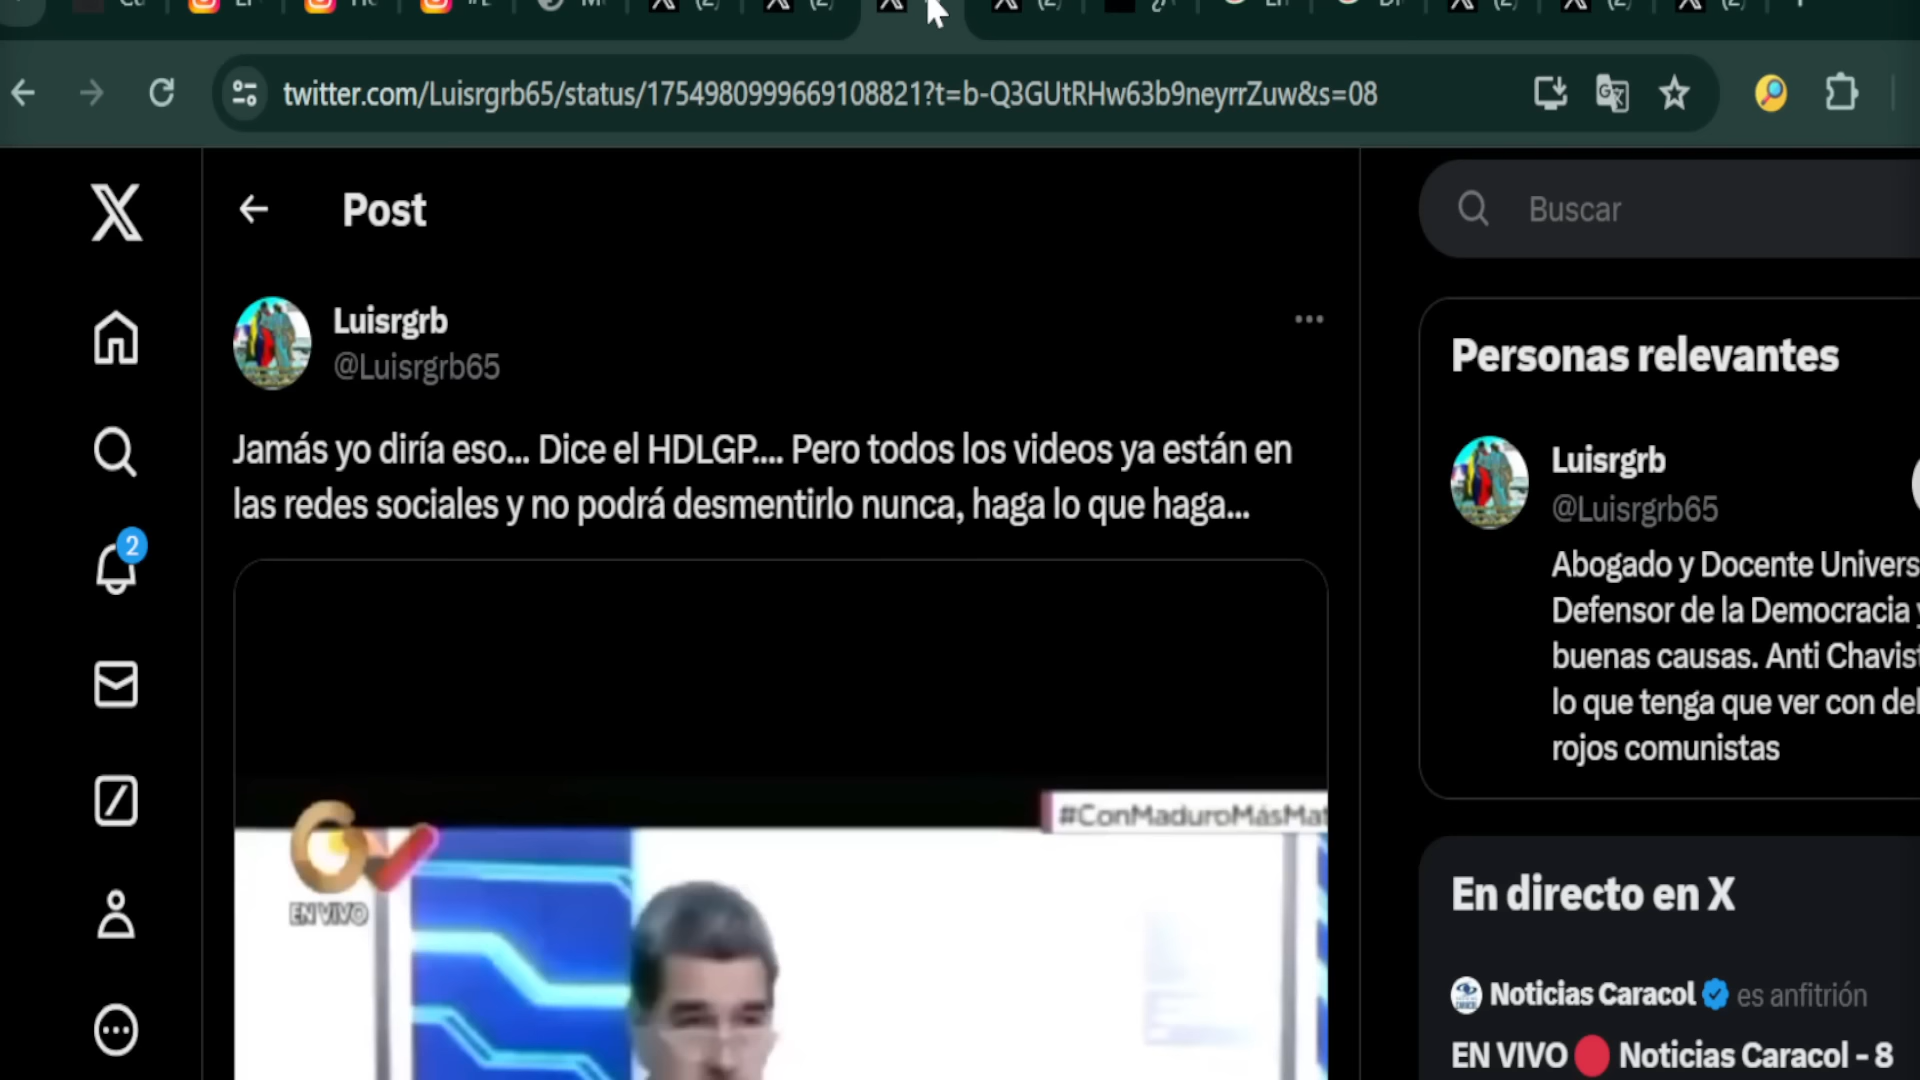 twitter.com/Luisrgrb65/status/1754980999669108821?t=b-Q3GUtRHw63b9neyrrZuw&s=08
Post
Buscar
Luisrgrb
@Luisrgrb65
Jamás yo diría eso... Dice el HDLGP.... Pero todos los videos ya están en
las redes sociales y no podrá desmentirlo nunca, haga lo que haga...
#ConMaduroMásMat
EN VIVO
2
Personas relevantes
Luisrgrb
@Luisrgrb65
Abogado y Docente Univers
Defensor de la Democracia y
buenas causas. Anti Chavist
lo que tenga que ver con del
rojos comunistas
En directo en X
Noticias Caracol es anfitrión
EN VIVO Noticias Caracol - 8